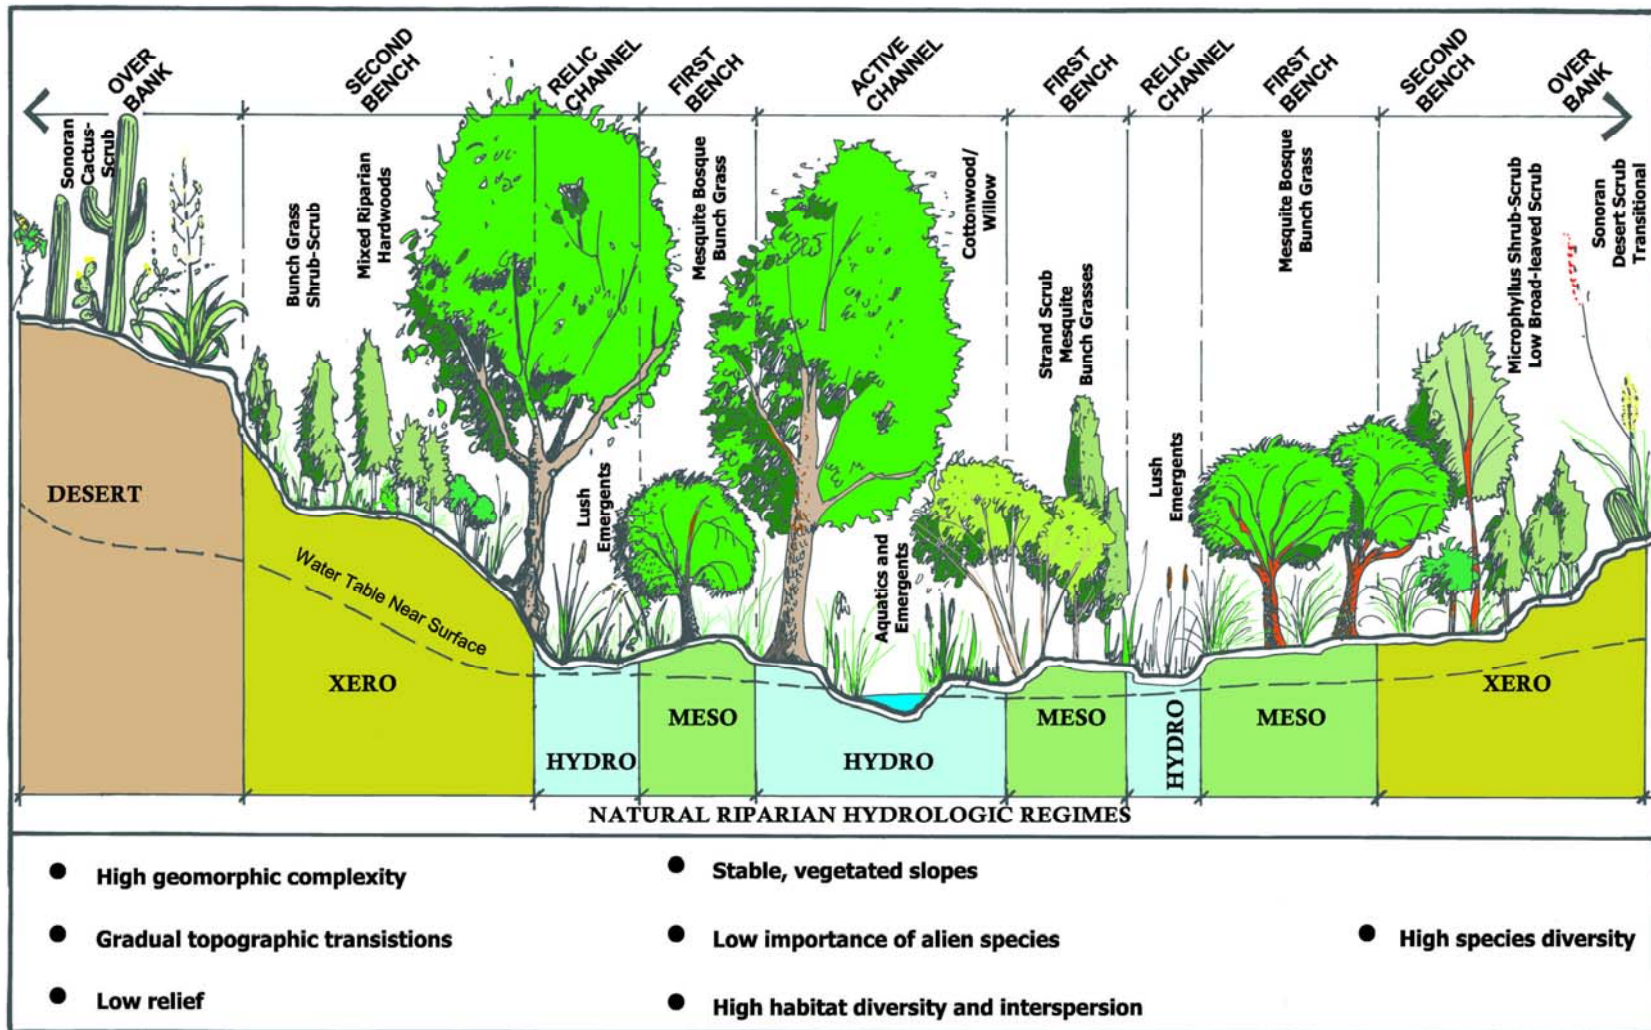 OVER
BANK
SECOND
BENCH
RELIC
CHANNEL
FIRST
BENCH
ACTIVE
CHANNEL
FIRST
BENCH
RELIC
CHANNEL
FIRST
BENCH
SECOND
BENCH
OVER
BANK
Sonoran
Cactus-
Scrub
Bunch Grass
Shrub-Scrub
Mixed Riparian
Hardwoods
Lush
Emergents
Mesquite Bosque
Bunch Grass
Aquatics and
Emergents
Cottonwood/
Willow
Strand Scrub
Mesquite
Bunch Grasses
Lush
Emergents
Mesquite Bosque
Bunch Grass
Microphyllus Shrub-Scrub
Low Broad-leaved Scrub
Sonoran
Desert Scrub
Transitional
DESERT
Water Table Near Surface
XERO
HYDRO
MESO
HYDRO
MESO
HYDRO
MESO
XERO
NATURAL RIPARIAN HYDROLOGIC REGIMES
● High geomorphic complexity
● Gradual topographic transistions
● Low relief
● Stable, vegetated slopes
● Low importance of alien species
● High habitat diversity and interspersion
● High species diversity